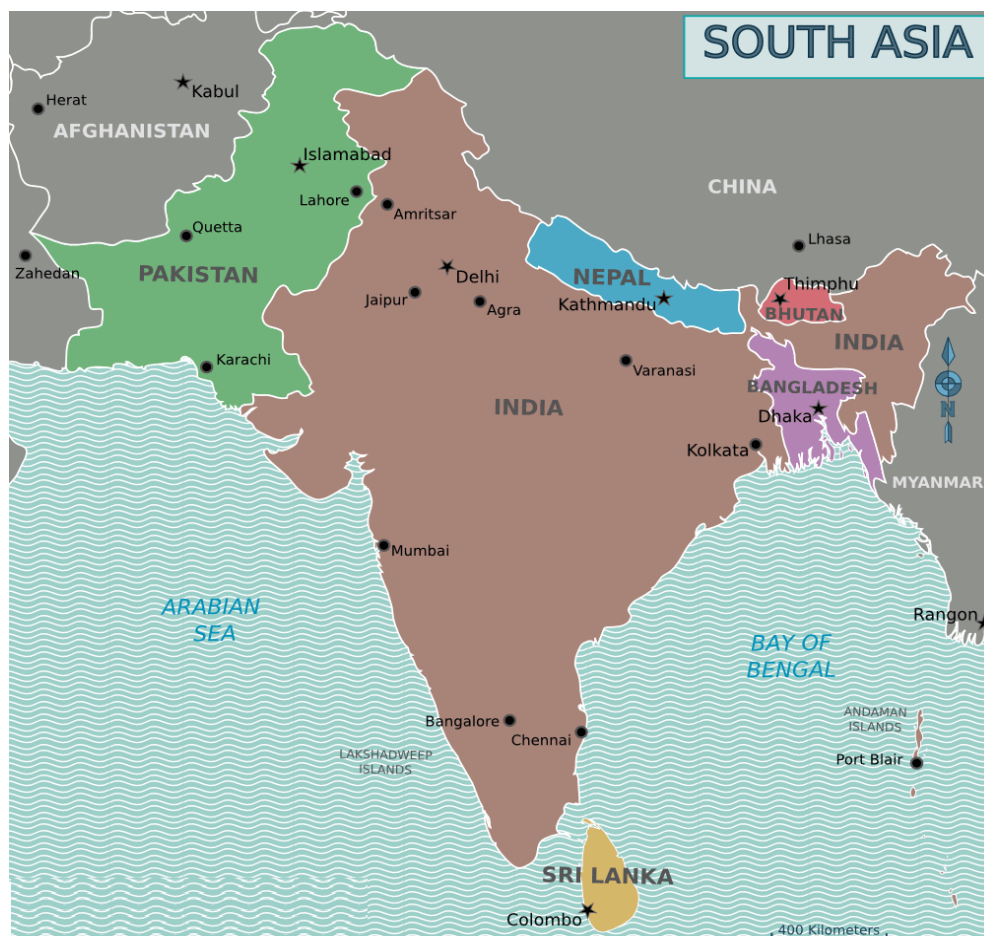 SOUTH ASIA
Kabul
Herat
AFGHANISTAN
Islamabad
CHINA
Lahore
Amritsar
Quetta
Lhasa
Zahedan
PAKISTAN
Delhi
NEPAL
Thimphu
Jaipur
Agra
Kathmandu
BHUTAN
INDIA
Karachi
Varanasi
BANGLADESH
INDIA
N
Dhaka
Kolkata
MYANMAR
Mumbai
ARABIAN
SEA
Rangon
BAY OF
BENGAL
ANDAMAN
ISLANDS
Bangalore
Chennai
LAKSHADWEEP
ISLANDS
Port Blair
SRI LANKA
Colombo
400 Kilometers